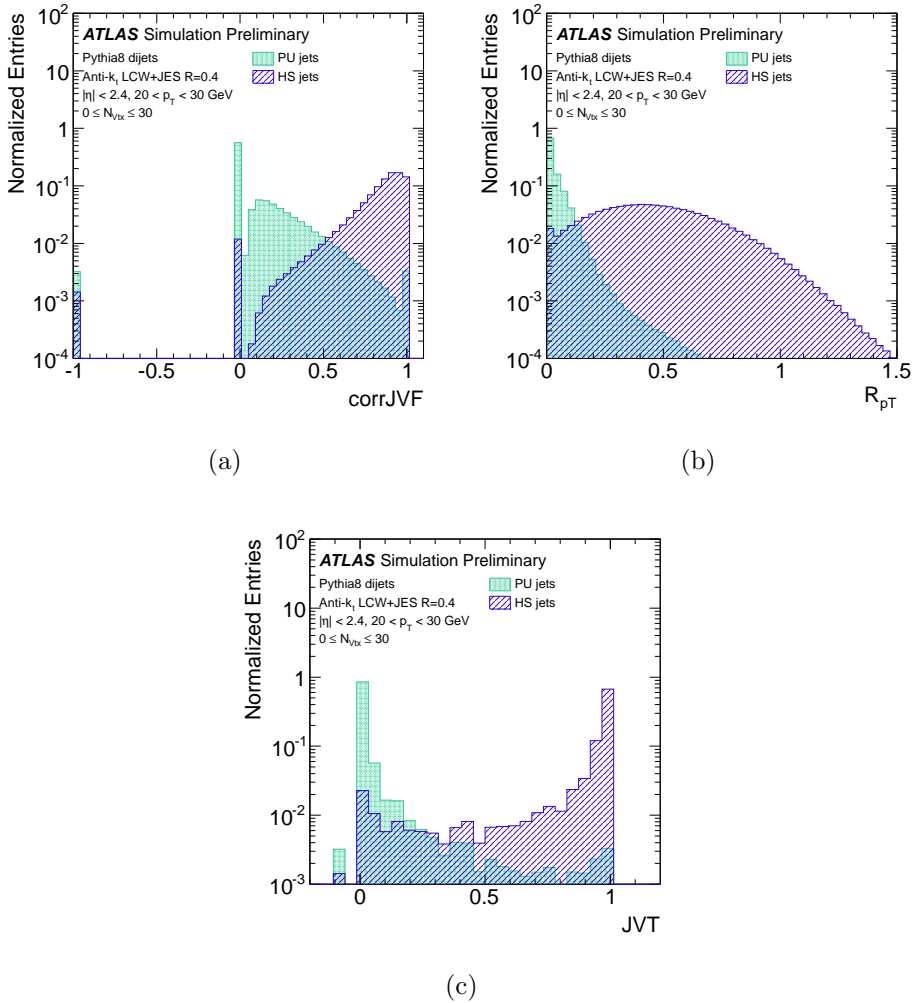 Normalized Entries
10²
10
1
10⁻¹
10⁻²
10⁻³
10⁻⁴
ATLAS Simulation Preliminary
Pythia8 dijets
Anti-kₜ LCW+JES R=0.4
|η| < 2.4, 20 < p_T < 30 GeV
0 ≤ N_Vtx ≤ 30
PU jets
HS jets
-1 -0.5 0 0.5 1
corrJVF
(a)
Normalized Entries
10²
10
1
10⁻¹
10⁻²
10⁻³
10⁻⁴
ATLAS Simulation Preliminary
Pythia8 dijets
Anti-kₜ LCW+JES R=0.4
|η| < 2.4, 20 < p_T < 30 GeV
0 ≤ N_Vtx ≤ 30
PU jets
HS jets
0 0.5 1 1.5
R_pT
(b)
Normalized Entries
10²
10
1
10⁻¹
10⁻²
10⁻³
ATLAS Simulation Preliminary
Pythia8 dijets
Anti-kₜ LCW+JES R=0.4
|η| < 2.4, 20 < p_T < 30 GeV
0 ≤ N_Vtx ≤ 30
PU jets
HS jets
0 0.5 1
JVT
(c)